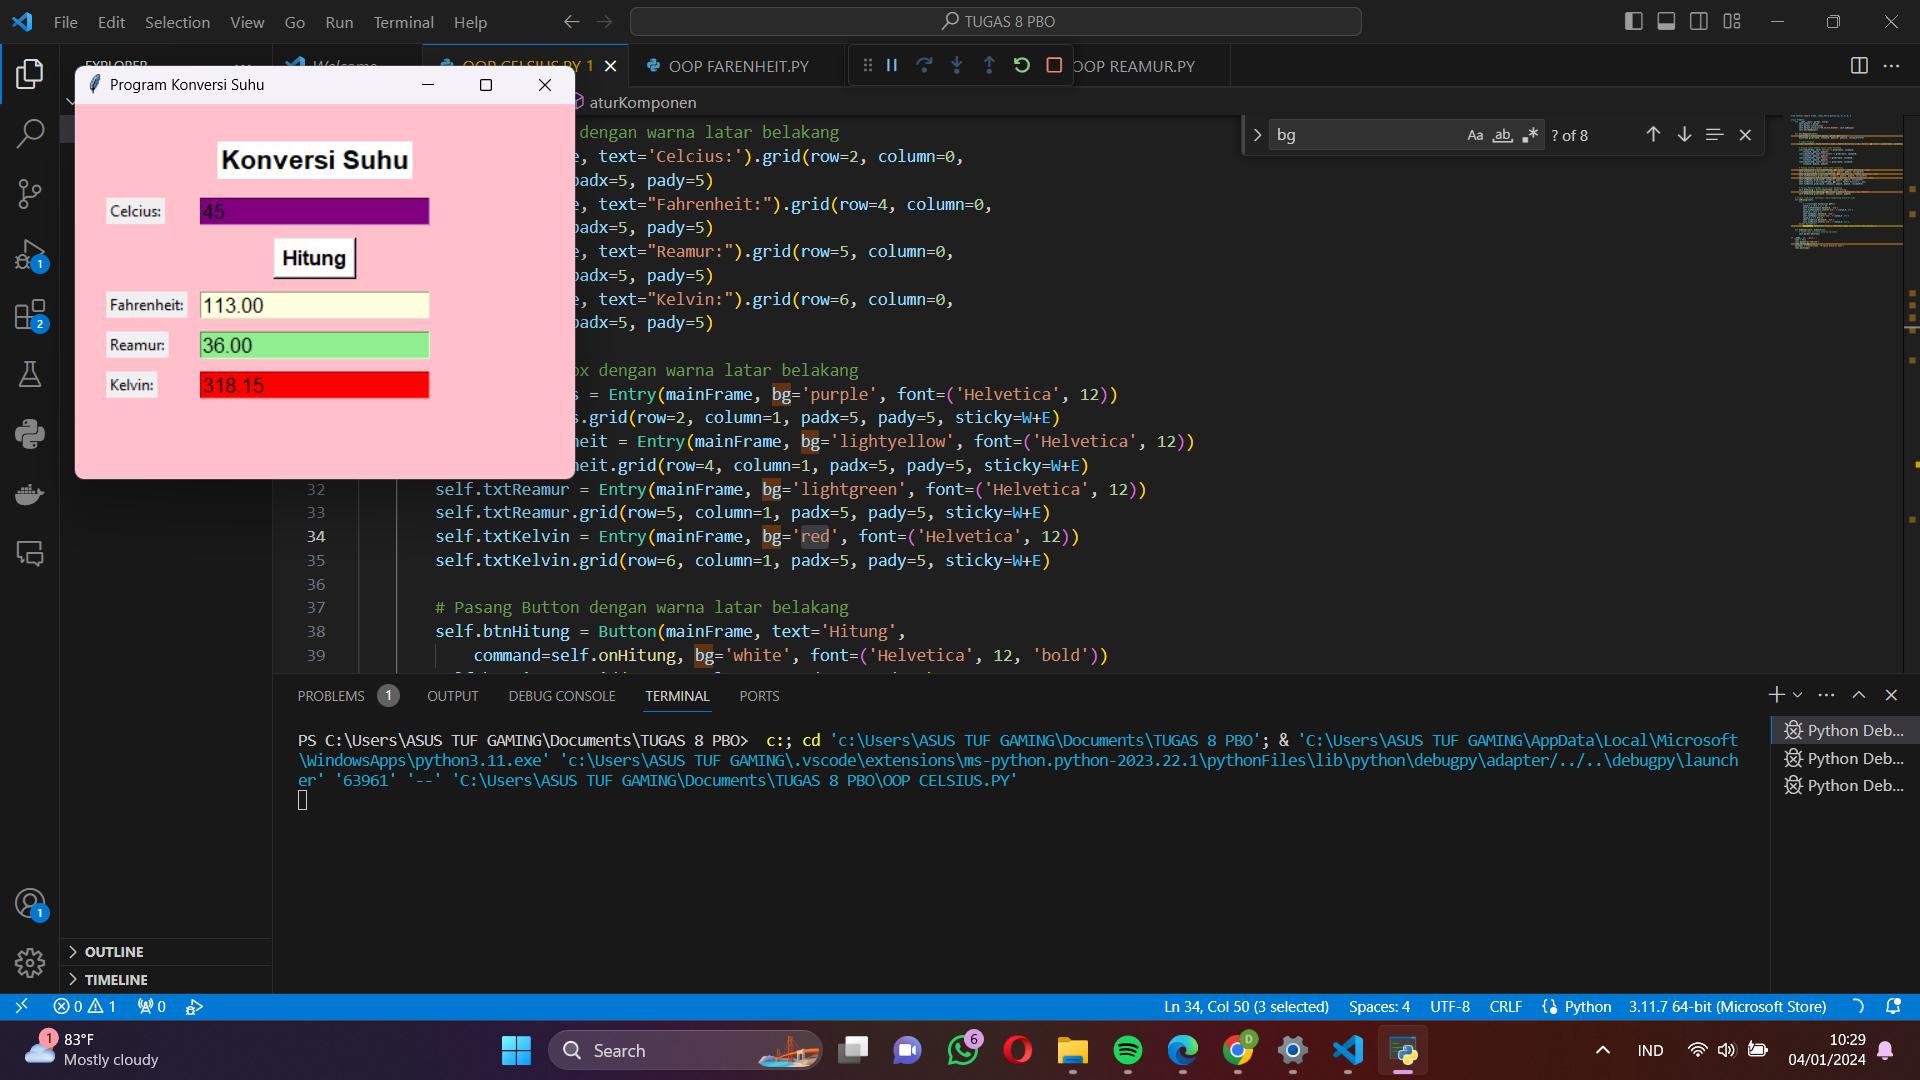 File Edit Selection View Go Run Terminal Help
TUGAS 8 PBO
EXPLORER
Welcome
OOP CELSIUS.PY 1
OOP FARENHEIT.PY
OOP REAMUR.PY
Program Konversi Suhu
Konversi Suhu
Celcius: 45
Hitung
Fahrenheit: 113.00
Reamur: 36.00
Kelvin: 318.15
aturKomponen
bg
Aa ab ? of 8
dengan warna latar belakang
, text='Celcius:').grid(row=2, column=0,
padx=5, pady=5)
, text="Fahrenheit:").grid(row=4, column=0,
padx=5, pady=5)
, text="Reamur:").grid(row=5, column=0,
padx=5, pady=5)
, text="Kelvin:").grid(row=6, column=0,
padx=5, pady=5)
ox dengan warna latar belakang
s = Entry(mainFrame, bg='purple', font=('Helvetica', 12))
s.grid(row=2, column=1, padx=5, pady=5, sticky=W+E)
heit = Entry(mainFrame, bg='lightyellow', font=('Helvetica', 12))
heit.grid(row=4, column=1, padx=5, pady=5, sticky=W+E)
32 self.txtReamur = Entry(mainFrame, bg='lightgreen', font=('Helvetica', 12))
33 self.txtReamur.grid(row=5, column=1, padx=5, pady=5, sticky=W+E)
34 self.txtKelvin = Entry(mainFrame, bg='red', font=('Helvetica', 12))
35 self.txtKelvin.grid(row=6, column=1, padx=5, pady=5, sticky=W+E)
36
37 # Pasang Button dengan warna latar belakang
38 self.btnHitung = Button(mainFrame, text='Hitung',
39 command=self.onHitung, bg='white', font=('Helvetica', 12, 'bold'))
PROBLEMS 1 OUTPUT DEBUG CONSOLE TERMINAL PORTS
PS C:\Users\ASUS TUF GAMING\Documents\TUGAS 8 PBO> c:; cd 'c:\Users\ASUS TUF GAMING\Documents\TUGAS 8 PBO'; & 'C:\Users\ASUS TUF GAMING\AppData\Local\Microsoft
\WindowsApps\python3.11.exe' 'c:\Users\ASUS TUF GAMING\.vscode\extensions\ms-python.python-2023.22.1\pythonFiles\lib\python\debugpy\adapter/../..\debugpy\launch
er' '63961' '--' 'C:\Users\ASUS TUF GAMING\Documents\TUGAS 8 PBO\OOP CELSIUS.PY'
Python Deb...
Python Deb...
Python Deb...
1
2
1
OUTLINE
TIMELINE
0 1 0
Ln 34, Col 50 (3 selected) Spaces: 4 UTF-8 CRLF Python 3.11.7 64-bit (Microsoft Store)
1
83°F
Mostly cloudy
Search
6
D
IND
10:29
04/01/2024